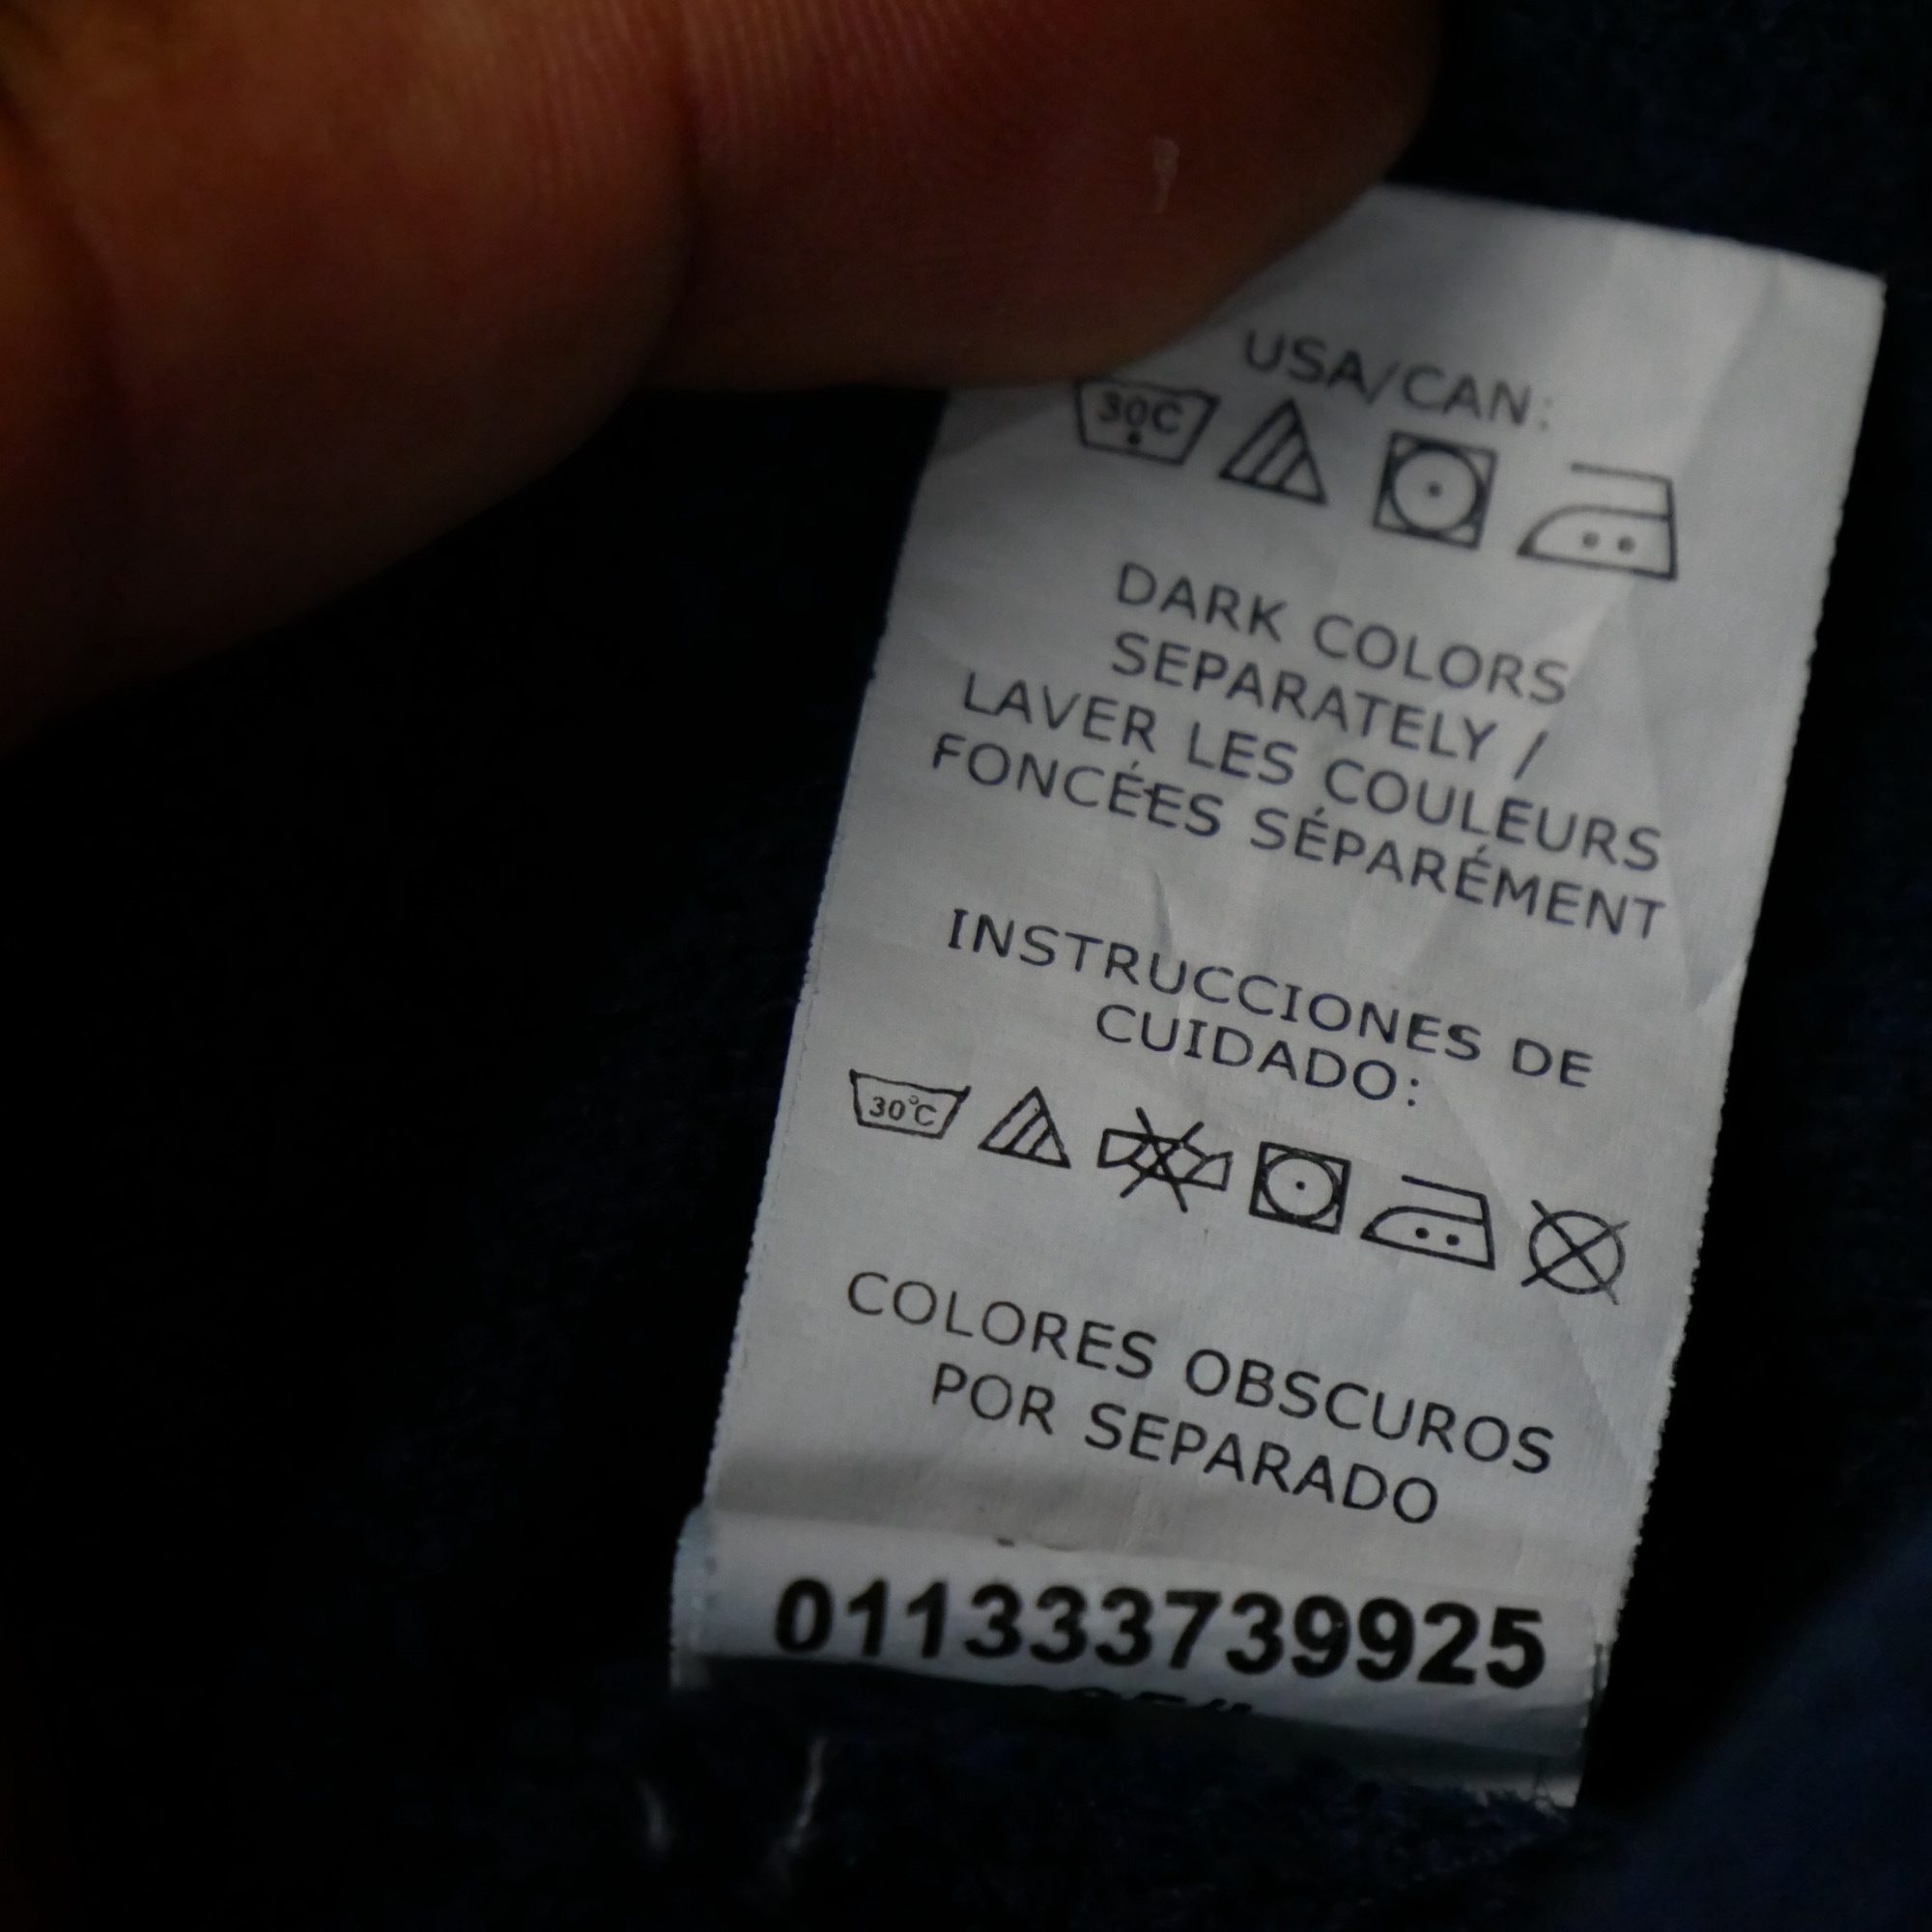 USA/CAN:
30C
DARK COLORS
SEPARATELY /
LAVER LES COULEURS
FONCÉES SÉPARÉMENT
INSTRUCCIONES DE
CUIDADO:
30°C
COLORES OBSCUROS
POR SEPARADO
011333739925